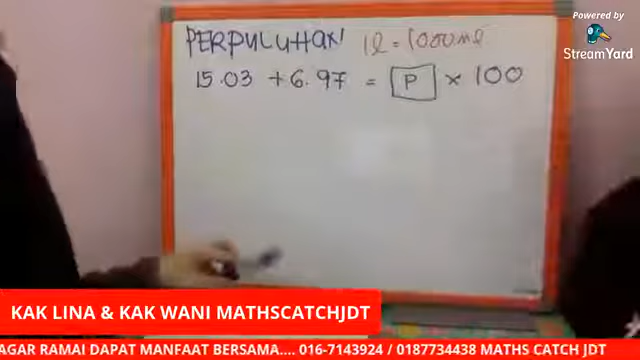 Powered by
StreamYard
PERPULUHAN 1l = 1000ml
15.03 + 6.97 = P × 100
KAK LINA & KAK WANI MATHSCATCHJDT
AGAR RAMAI DAPAT MANFAAT BERSAMA.... 016-7143924 / 0187734438 MATHS CATCH JDT